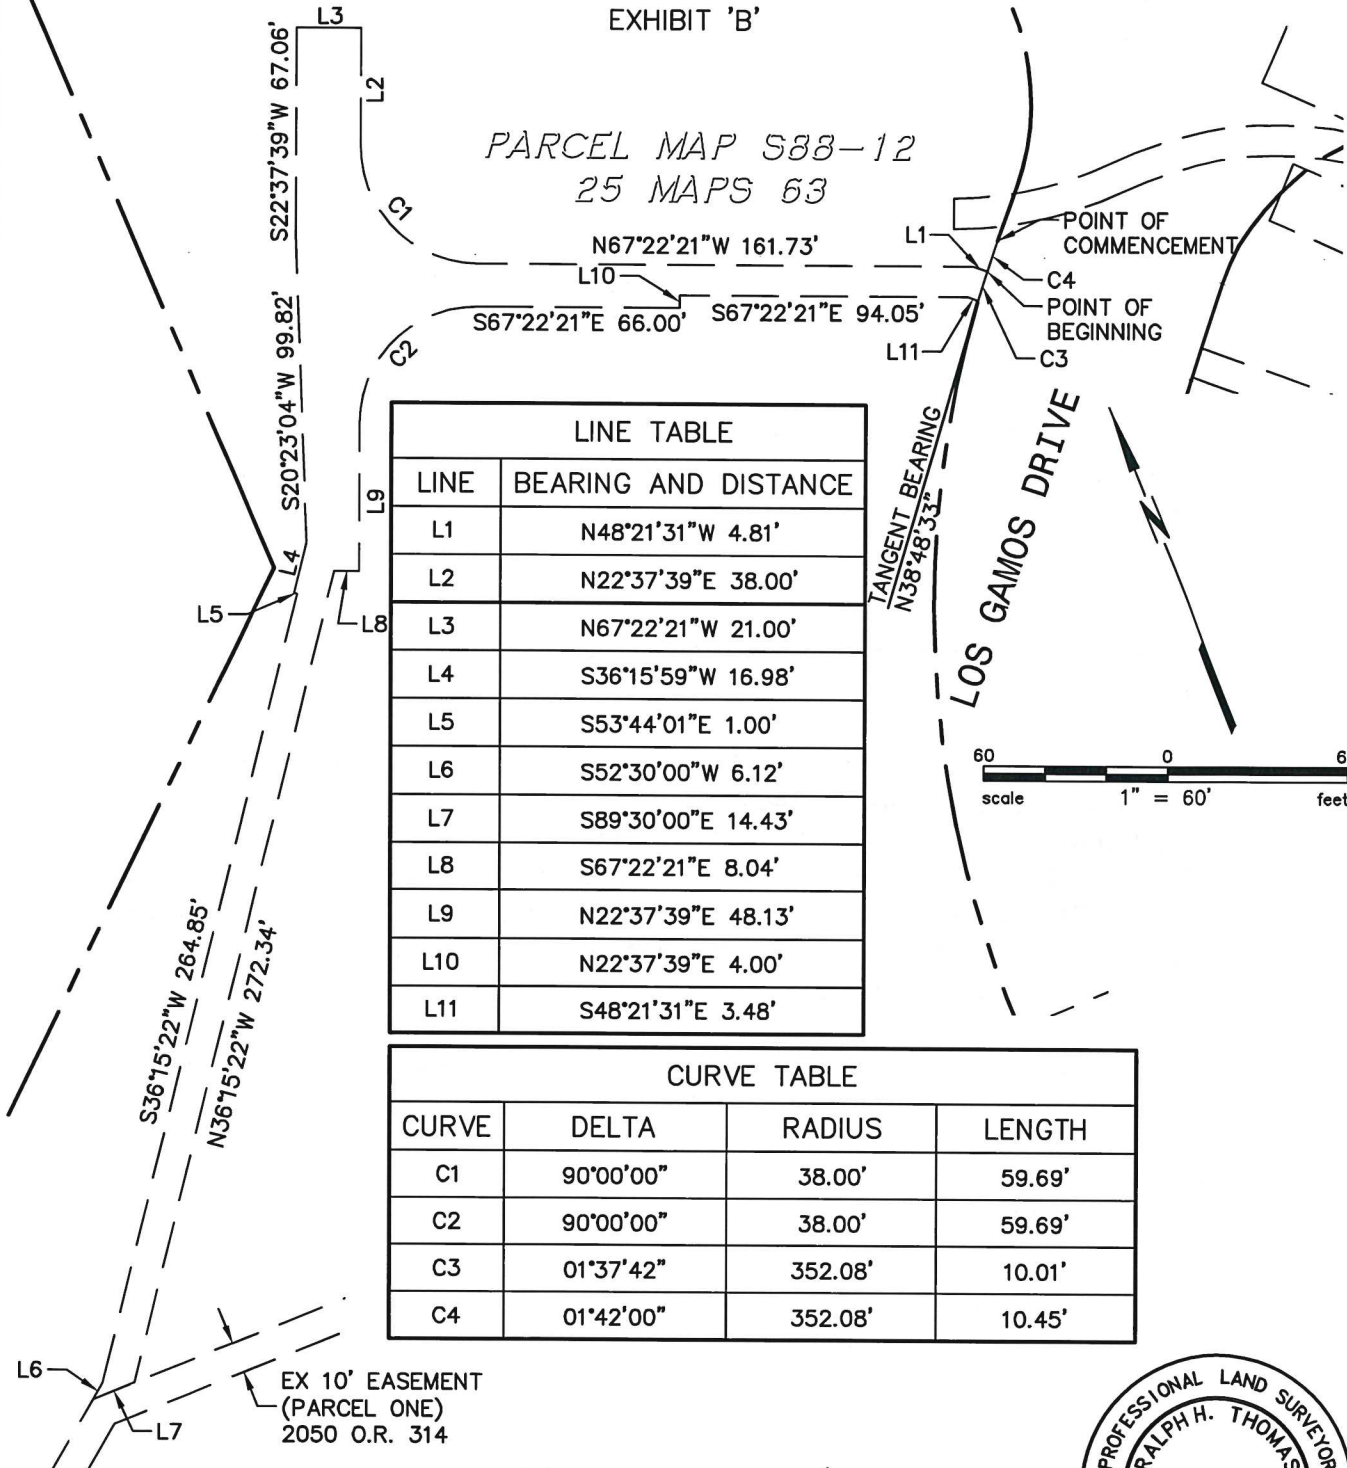 EXHIBIT 'B'
L3
S22°37'39"W 67.06'
L2
PARCEL MAP S88-12
25 MAPS 63
C1
N67°22'21"W 161.73'
L1
POINT OF
COMMENCEMENT
L10
C4
POINT OF
BEGINNING
S67°22'21"E 66.00'
S67°22'21"E 94.05'
L11
C3
C2
S20°23'04"W 99.82'
L9
L4
L5
L8
TANGENT BEARING
N38°48'33"
LOS GAMOS DRIVE
N
LINE TABLE
LINE BEARING AND DISTANCE
L1 N48°21'31"W 4.81'
L2 N22°37'39"E 38.00'
L3 N67°22'21"W 21.00'
L4 S36°15'59"W 16.98'
L5 S53°44'01"E 1.00'
L6 S52°30'00"W 6.12'
L7 S89°30'00"E 14.43'
L8 S67°22'21"E 8.04'
L9 N22°37'39"E 48.13'
L10 N22°37'39"E 4.00'
L11 S48°21'31"E 3.48'
60 0 6
scale 1" = 60' feet
S36°15'22"W 264.85'
N36°15'22"W 272.34'
CURVE TABLE
CURVE DELTA RADIUS LENGTH
C1 90°00'00" 38.00' 59.69'
C2 90°00'00" 38.00' 59.69'
C3 01°37'42" 352.08' 10.01'
C4 01°42'00" 352.08' 10.45'
L6
L7
EX 10' EASEMENT
(PARCEL ONE)
2050 O.R. 314
PROFESSIONAL LAND SURVEYOR
RALPH H. THOMAS